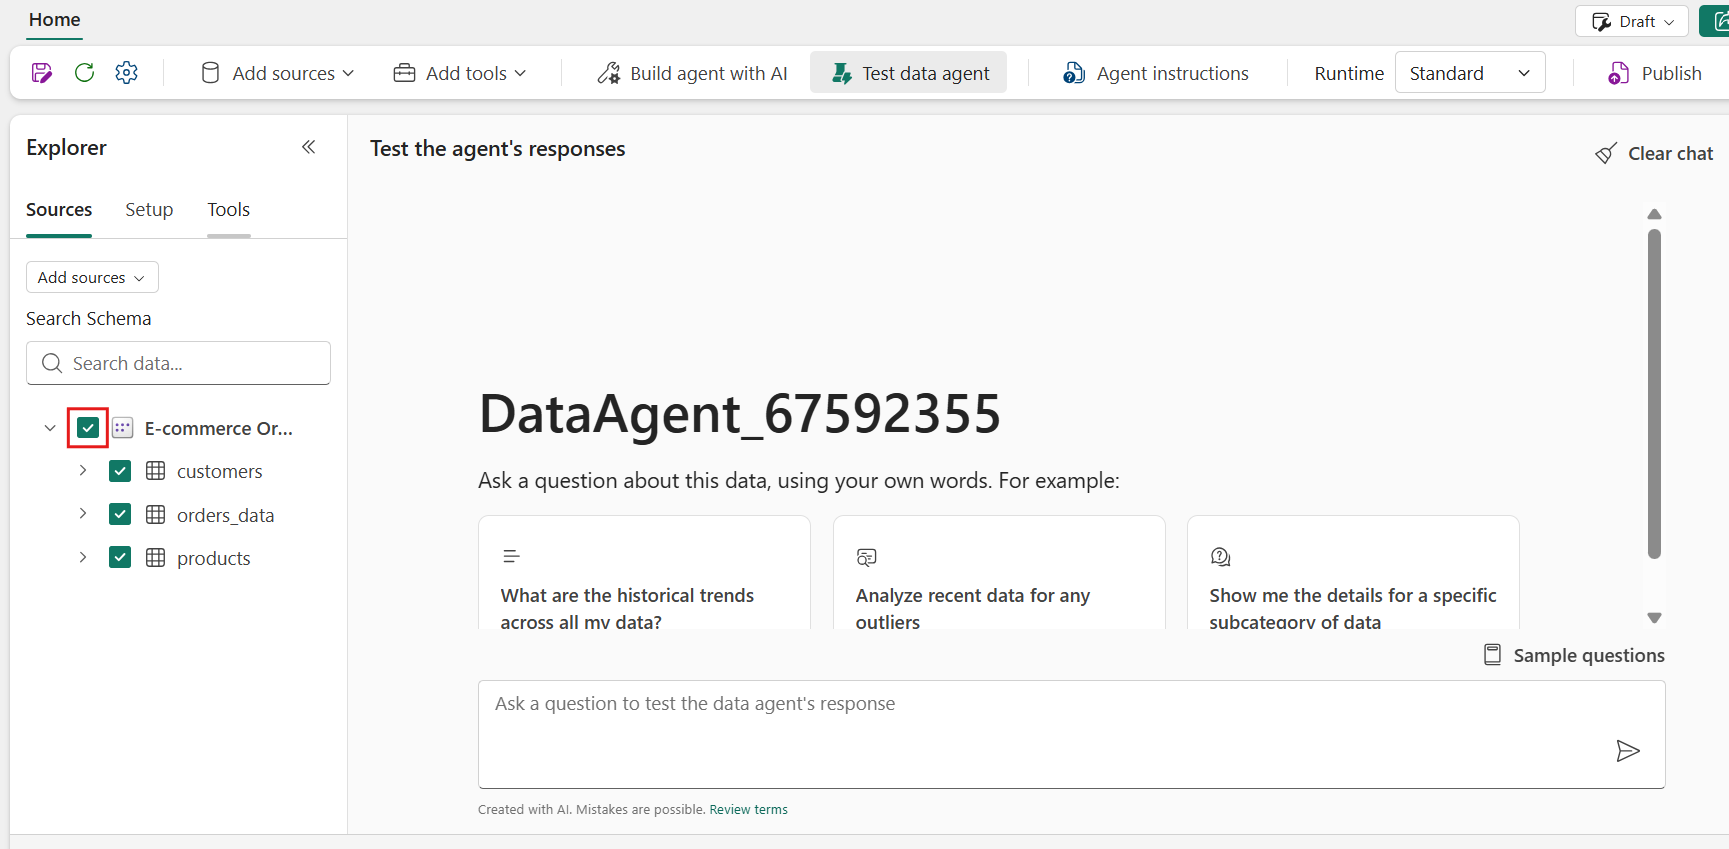 Home
Draft
Add sources
Add tools
Build agent with AI
Test data agent
Agent instructions
Runtime
Standard
Publish
Explorer
Test the agent's responses
Clear chat
Sources
Setup
Tools
Add sources
Search Schema
Search data...
E-commerce Or...
customers
orders_data
products
DataAgent_67592355
Ask a question about this data, using your own words. For example:
What are the historical trends
across all my data?
Analyze recent data for any
outliers
Show me the details for a specific
subcategory of data
Sample questions
Ask a question to test the data agent's response
Created with AI. Mistakes are possible. Review terms